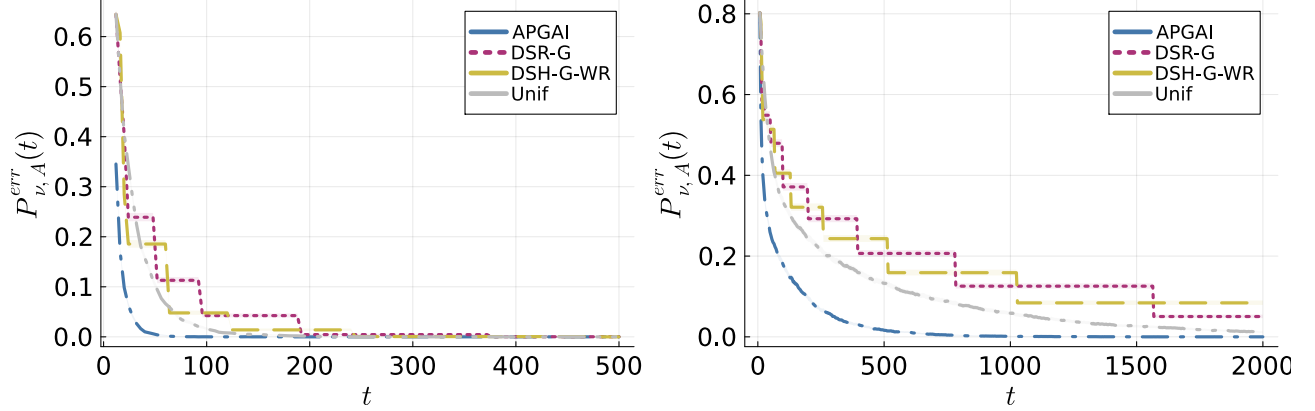 P^{err}_{ν, A}(t)
0.6
0.5
0.4
0.3
0.2
0.1
0.0
0
100
200
300
400
500
t
APGAI
DSR-G
DSH-G-WR
Unif
P^{err}_{ν, A}(t)
0.8
0.6
0.4
0.2
0.0
0
500
1000
1500
2000
t
APGAI
DSR-G
DSH-G-WR
Unif